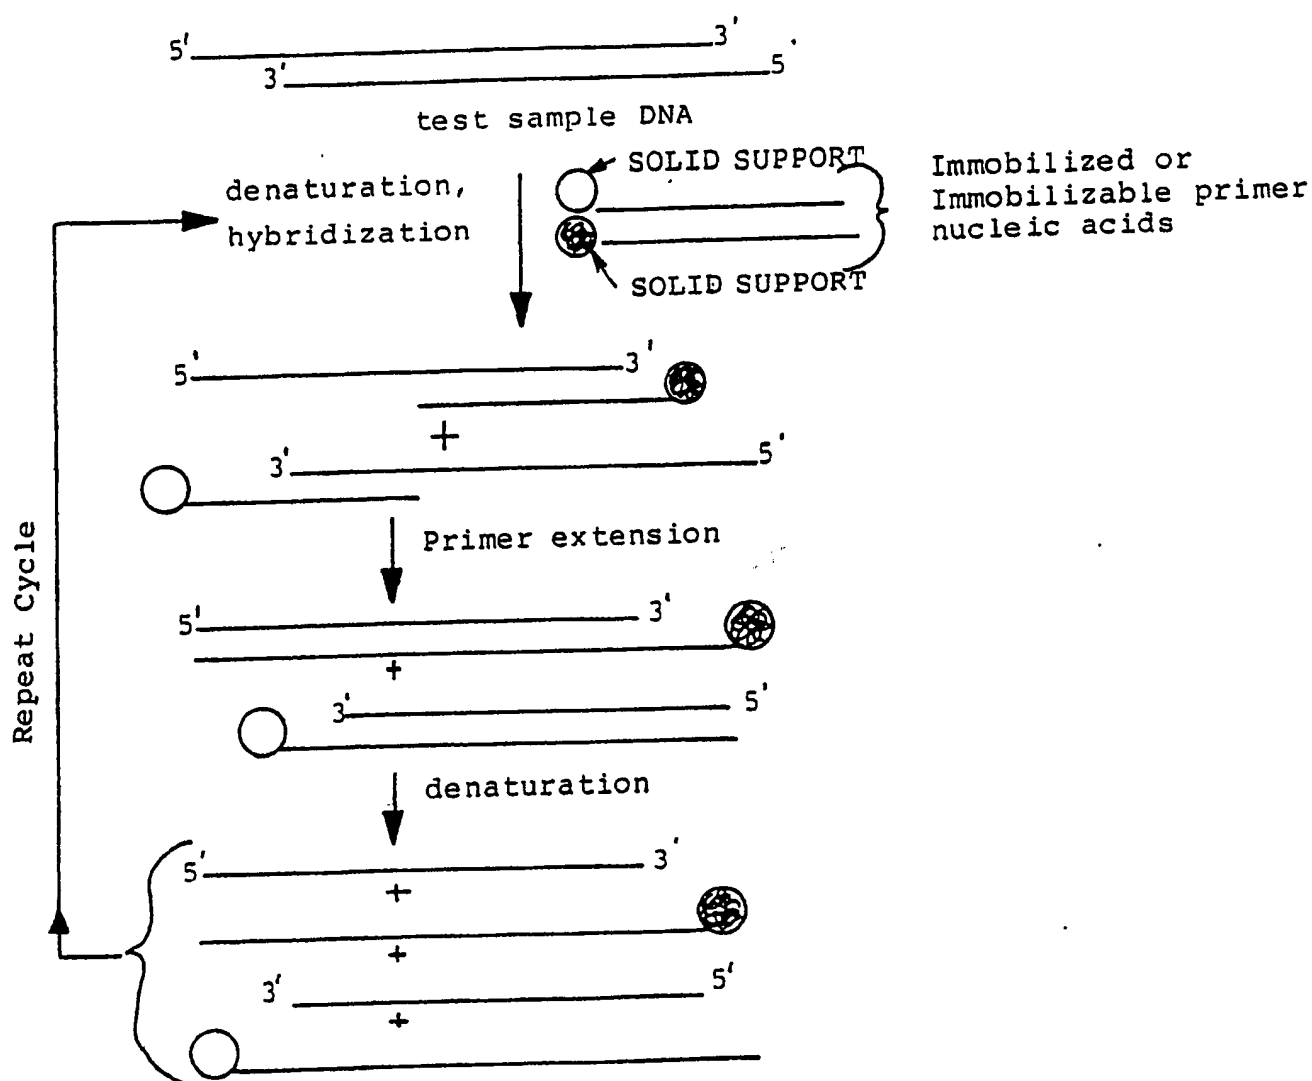 5' 3'
3' 5'
test sample DNA
denaturation,
hybridization
SOLID SUPPORT
SOLID SUPPORT
Immobilized or
Immobilizable primer
nucleic acids
5' 3'
+
3' 5'
Primer extension
5' 3'
+
3' 5'
denaturation
5' 3'
+
+
3' 5'
+
Repeat Cycle